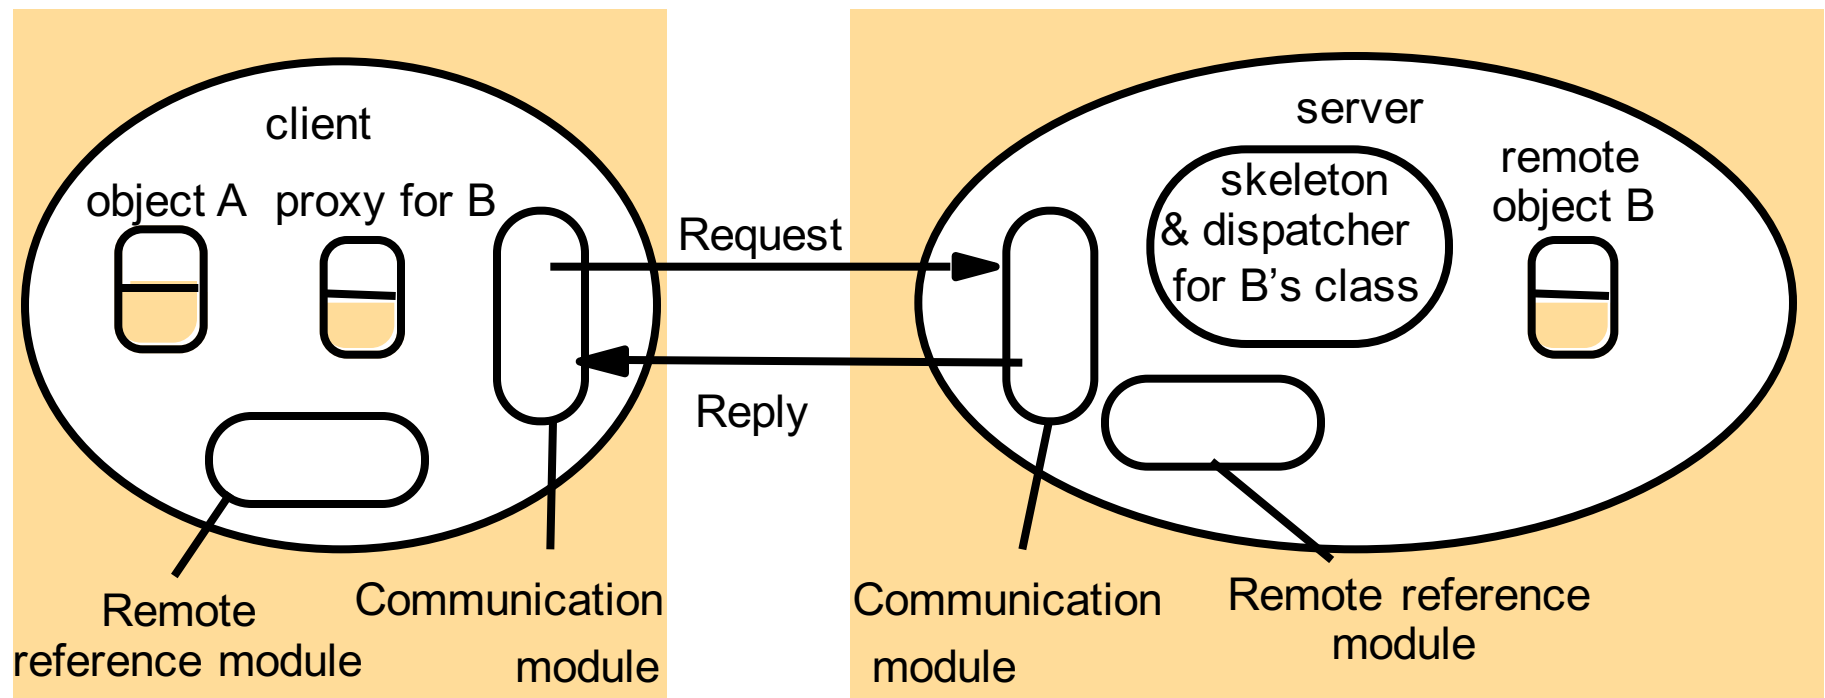 client
object A
proxy for B
Request
Reply
Remote
reference module
Communication
module
server
skeleton
& dispatcher
for B’s class
remote
object B
Communication
module
Remote reference
module